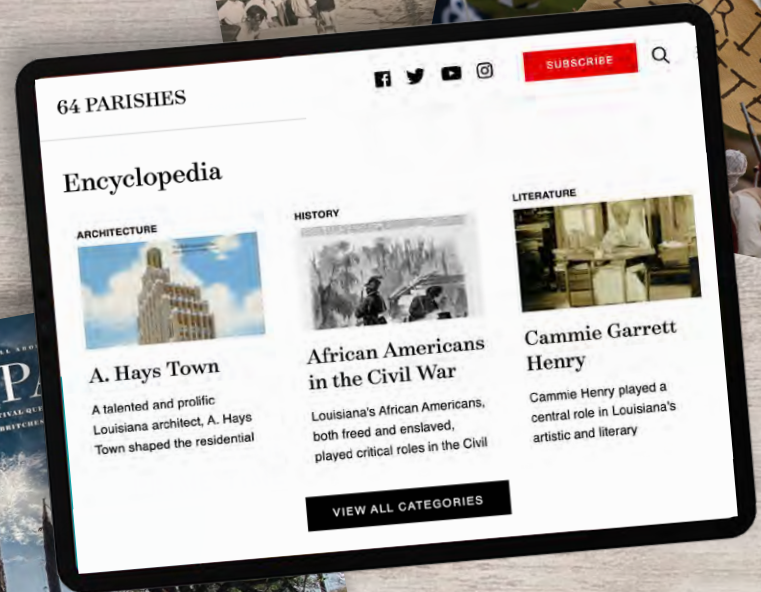 64 PARISHES
SUBSCRIBE
Encyclopedia
ARCHITECTURE
A. Hays Town
A talented and prolific
Louisiana architect, A. Hays
Town shaped the residential
HISTORY
African Americans
in the Civil War
Louisiana's African Americans,
both freed and enslaved,
played critical roles in the Civil
LITERATURE
Cammie Garrett
Henry
Cammie Henry played a
central role in Louisiana's
artistic and literary
VIEW ALL CATEGORIES
PA
BRITCHES